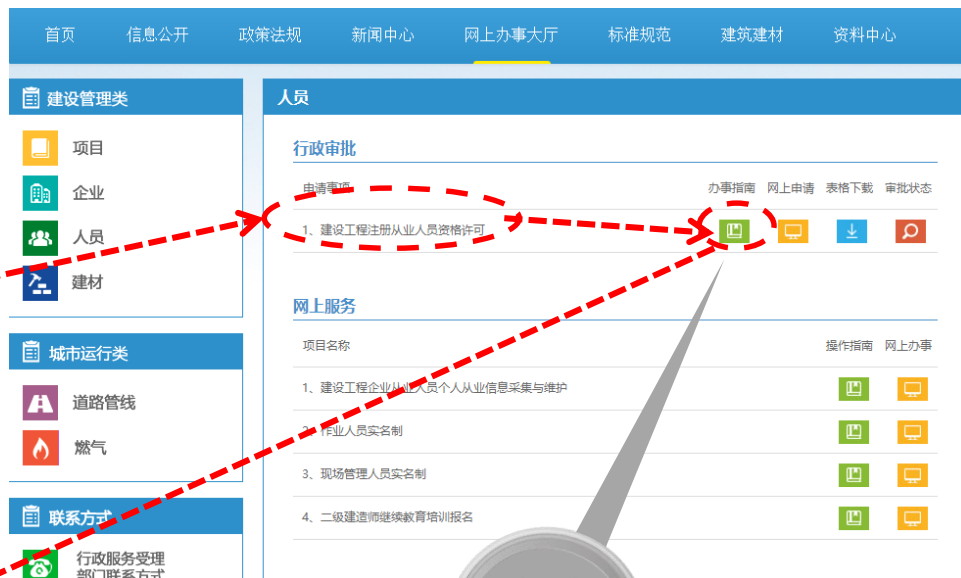 首页 信息公开 政策法规 新闻中心 网上办事大厅 标准规范 建筑建材 资料中心
建设管理类
项目
企业
人员
建材
城市运行类
道路管线
燃气
联系方式
行政服务受理
部门联系方式
人员
行政审批
申请事项 办事指南 网上申请 表格下载 审批状态
1、建设工程注册从业人员资格许可
网上服务
项目名称 操作指南 网上办事
1、建设工程企业从业人员个人从业信息采集与维护
2、作业人员实名制
3、现场管理人员实名制
4、二级建造师继续教育培训报名